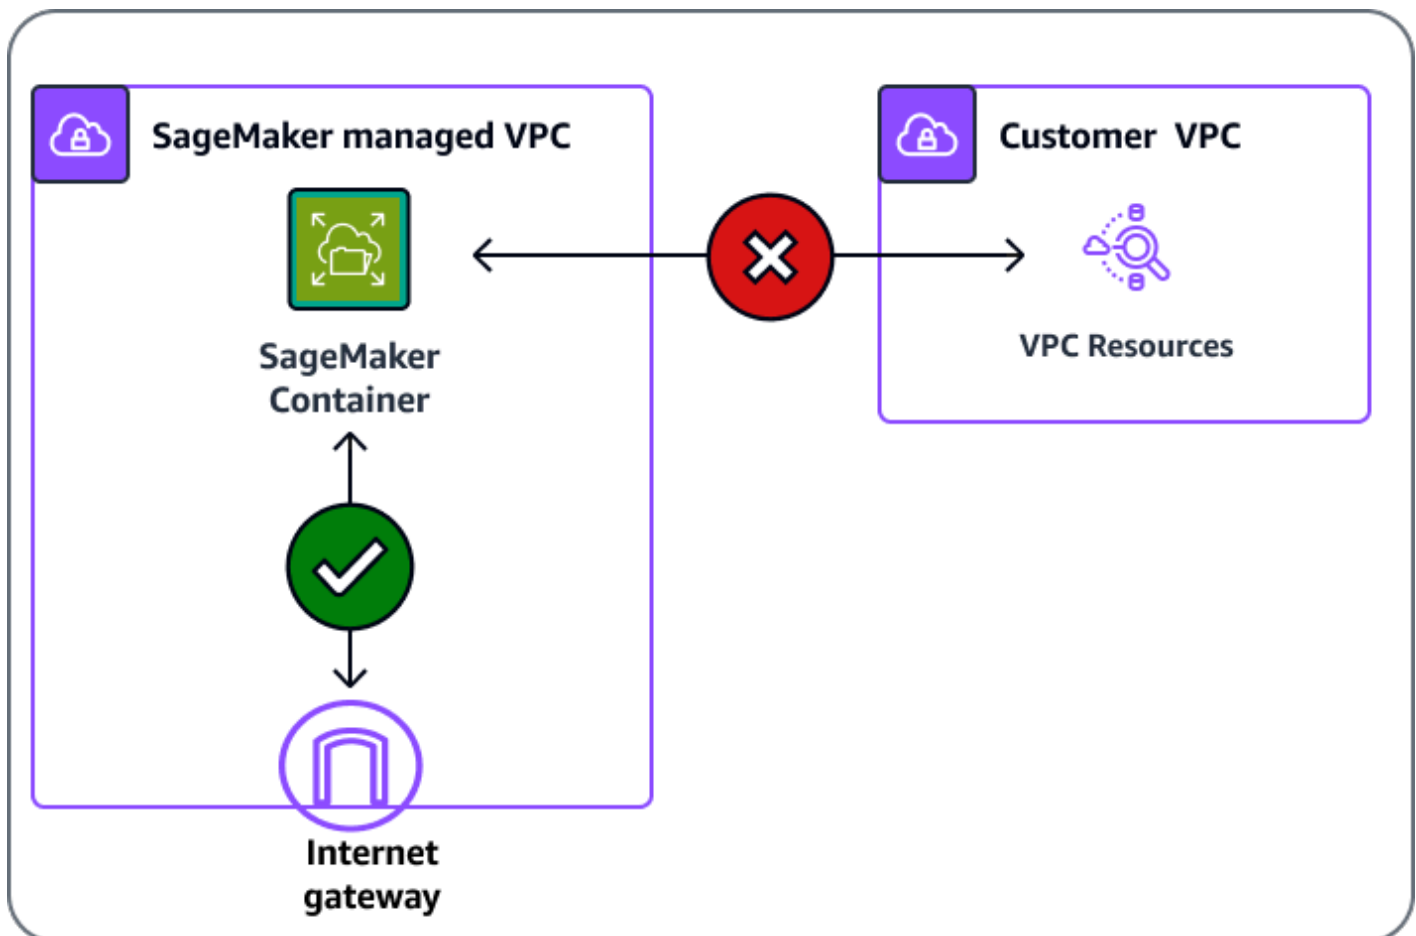 SageMaker managed VPC
Customer VPC
SageMaker
Container
VPC Resources
Internet
gateway